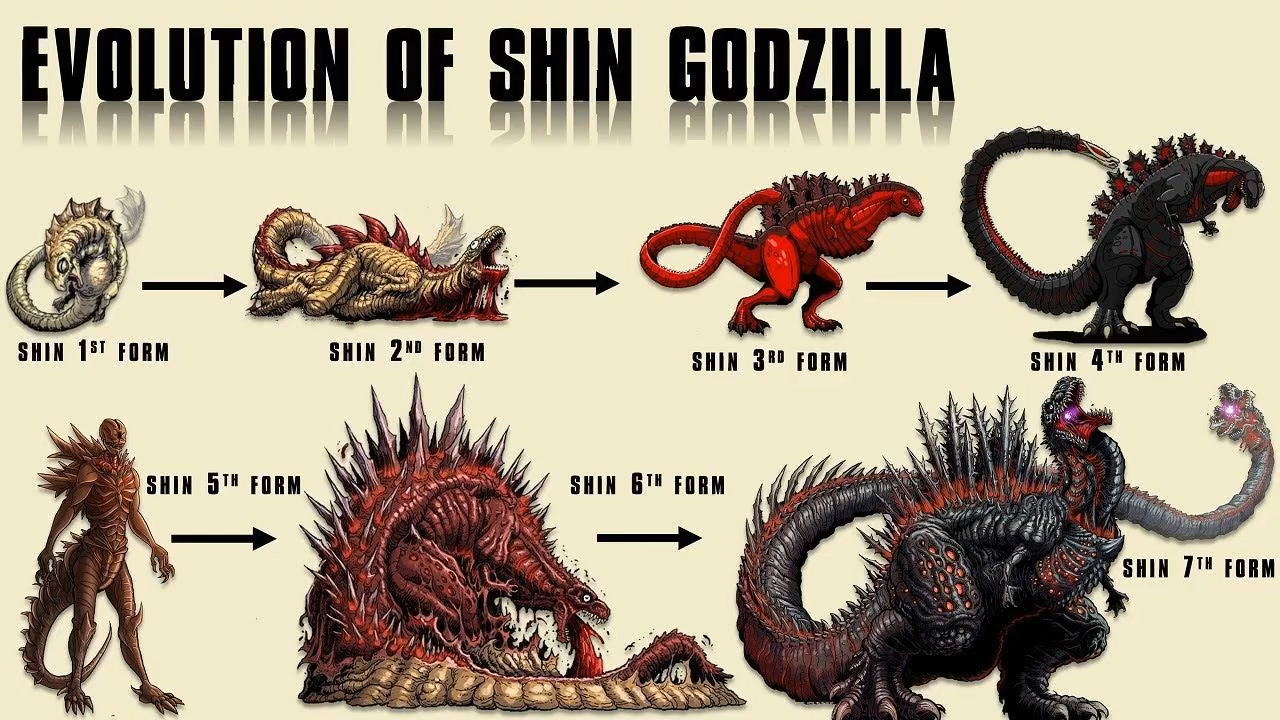 EVOLUTION OF SHIN GODZILLA
SHIN 1ST FORM
SHIN 2ND FORM
SHIN 3RD FORM
SHIN 4TH FORM
SHIN 5TH FORM
SHIN 6TH FORM
SHIN 7TH FORM